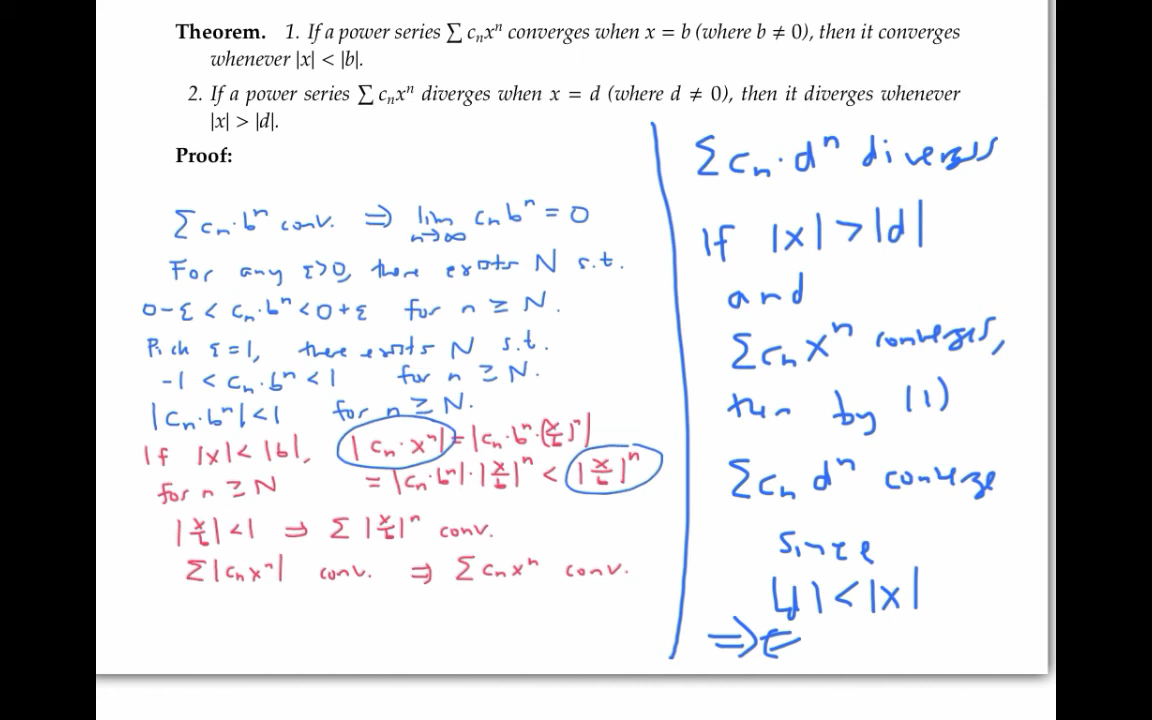 Theorem. 1. If a power series ∑ cₙxⁿ converges when x = b (where b ≠ 0), then it converges
whenever |x| < |b|.
2. If a power series ∑ cₙxⁿ diverges when x = d (where d ≠ 0), then it diverges whenever
|x| > |d|.
Proof:
∑ cₙ·bⁿ conv. ⇒ lim n→∞ cₙbⁿ = 0
For any ε>0, there exists N s.t.
0-ε < cₙ·bⁿ < 0+ε for n ≥ N.
Pick ε=1, there exists N s.t.
-1 < cₙ·bⁿ < 1 for n ≥ N.
|cₙ·bⁿ| < 1 for n ≥ N.
If |x| < |b|, |cₙ·xⁿ| = |cₙ·bⁿ·(x/b)ⁿ|
for n ≥ N = |cₙ·bⁿ|·|x/b|ⁿ < |x/b|ⁿ
|x/b| < 1 ⇒ ∑ |x/b|ⁿ conv.
∑|cₙxⁿ| conv. ⇒ ∑ cₙxⁿ conv.
∑ cₙ·dⁿ diverges
If |x| > |d|
and
∑ cₙxⁿ converges,
then by (1)
∑ cₙ dⁿ converge
since
|d| < |x|
⇒⇐